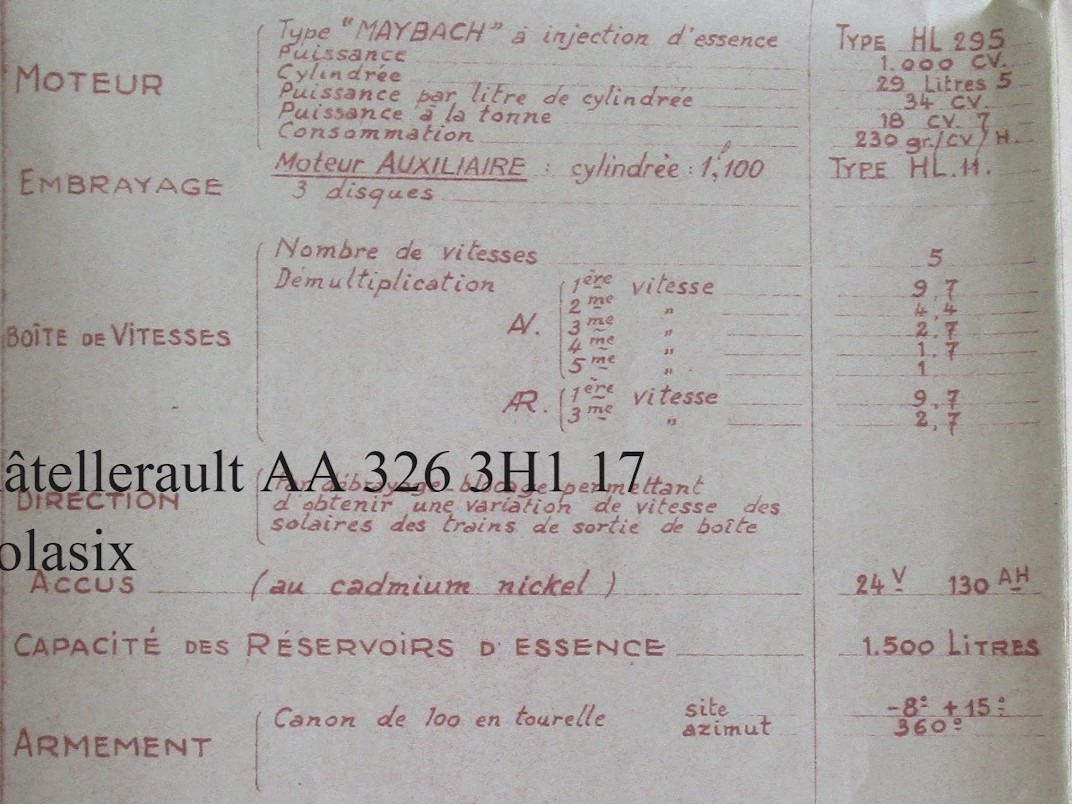 Type "MAYBACH" à injection d'essence TYPE HL 295
Puissance 1.000 CV.
MOTEUR Cylindrée 29 Litres 5
Puissance par litre de cylindrée 34 CV.
Puissance à la tonne 18 CV 7
Consommation 230 gr./CV/H.
Moteur AUXILIAIRE : cylindrée : 1,ˡ100 TYPE HL.11.
EMBRAYAGE 3 disques
Nombre de vitesses 5
Démultiplication 1ère vitesse 9,7
2me " 4,4
AV. 3me " 2,7
BOÎTE DE VITESSES 4me " 1,7
5me " 1
AR. 1ère vitesse 9,7
3me " 2,7
âtellerault AA 326 3H1 17
Par débrayage blocage permettant
DIRECTION d'obtenir une variation de vitesse des
solaires des trains de sortie de boîte
olasix
ACCUS (au cadmium nickel) 24 V 130 AH
CAPACITÉ DES RÉSERVOIRS D'ESSENCE 1.500 LITRES
Canon de 100 en tourelle site -8° +15°
azimut 360°
ARMEMENT